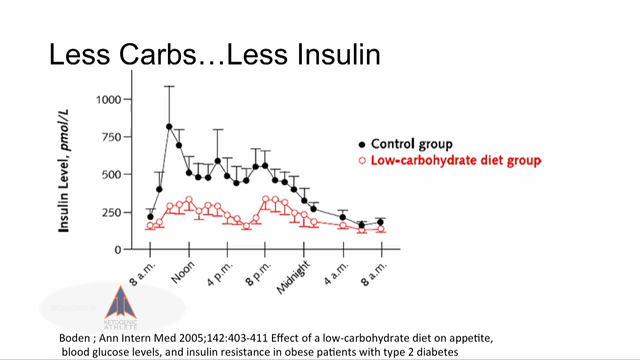 Less Carbs…Less Insulin
Insulin Level, pmol/L
1000
750
500
250
0
8 a.m.
Noon
4 p.m.
8 p.m.
Midnight
4 a.m.
8 a.m.
Control group
Low-carbohydrate diet group
KETOGENIC
ATHLETE
Boden ; Ann Intern Med 2005;142:403-411 Effect of a low-carbohydrate diet on appetite,
blood glucose levels, and insulin resistance in obese patients with type 2 diabetes